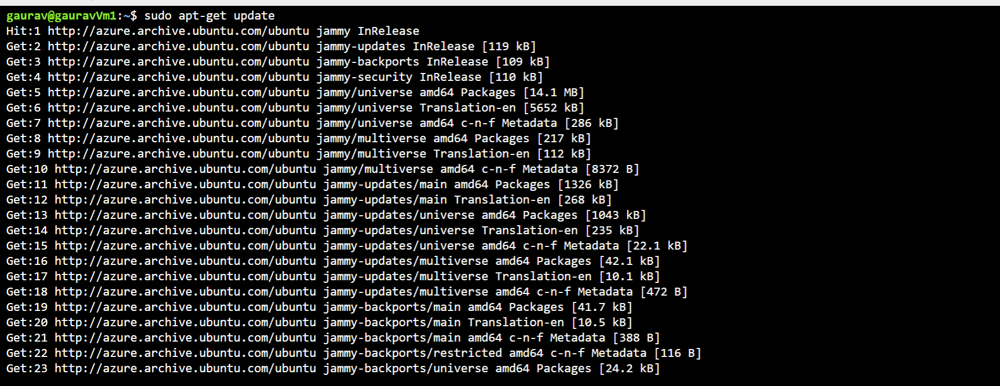 gaurav@gauravVm1:~$ sudo apt-get update
Hit:1 http://azure.archive.ubuntu.com/ubuntu jammy InRelease
Get:2 http://azure.archive.ubuntu.com/ubuntu jammy-updates InRelease [119 kB]
Get:3 http://azure.archive.ubuntu.com/ubuntu jammy-backports InRelease [109 kB]
Get:4 http://azure.archive.ubuntu.com/ubuntu jammy-security InRelease [110 kB]
Get:5 http://azure.archive.ubuntu.com/ubuntu jammy/universe amd64 Packages [14.1 MB]
Get:6 http://azure.archive.ubuntu.com/ubuntu jammy/universe Translation-en [5652 kB]
Get:7 http://azure.archive.ubuntu.com/ubuntu jammy/universe amd64 c-n-f Metadata [286 kB]
Get:8 http://azure.archive.ubuntu.com/ubuntu jammy/multiverse amd64 Packages [217 kB]
Get:9 http://azure.archive.ubuntu.com/ubuntu jammy/multiverse Translation-en [112 kB]
Get:10 http://azure.archive.ubuntu.com/ubuntu jammy/multiverse amd64 c-n-f Metadata [8372 B]
Get:11 http://azure.archive.ubuntu.com/ubuntu jammy-updates/main amd64 Packages [1326 kB]
Get:12 http://azure.archive.ubuntu.com/ubuntu jammy-updates/main Translation-en [268 kB]
Get:13 http://azure.archive.ubuntu.com/ubuntu jammy-updates/universe amd64 Packages [1043 kB]
Get:14 http://azure.archive.ubuntu.com/ubuntu jammy-updates/universe Translation-en [235 kB]
Get:15 http://azure.archive.ubuntu.com/ubuntu jammy-updates/universe amd64 c-n-f Metadata [22.1 kB]
Get:16 http://azure.archive.ubuntu.com/ubuntu jammy-updates/multiverse amd64 Packages [42.1 kB]
Get:17 http://azure.archive.ubuntu.com/ubuntu jammy-updates/multiverse Translation-en [10.1 kB]
Get:18 http://azure.archive.ubuntu.com/ubuntu jammy-updates/multiverse amd64 c-n-f Metadata [472 B]
Get:19 http://azure.archive.ubuntu.com/ubuntu jammy-backports/main amd64 Packages [41.7 kB]
Get:20 http://azure.archive.ubuntu.com/ubuntu jammy-backports/main Translation-en [10.5 kB]
Get:21 http://azure.archive.ubuntu.com/ubuntu jammy-backports/main amd64 c-n-f Metadata [388 B]
Get:22 http://azure.archive.ubuntu.com/ubuntu jammy-backports/restricted amd64 c-n-f Metadata [116 B]
Get:23 http://azure.archive.ubuntu.com/ubuntu jammy-backports/universe amd64 Packages [24.2 kB]